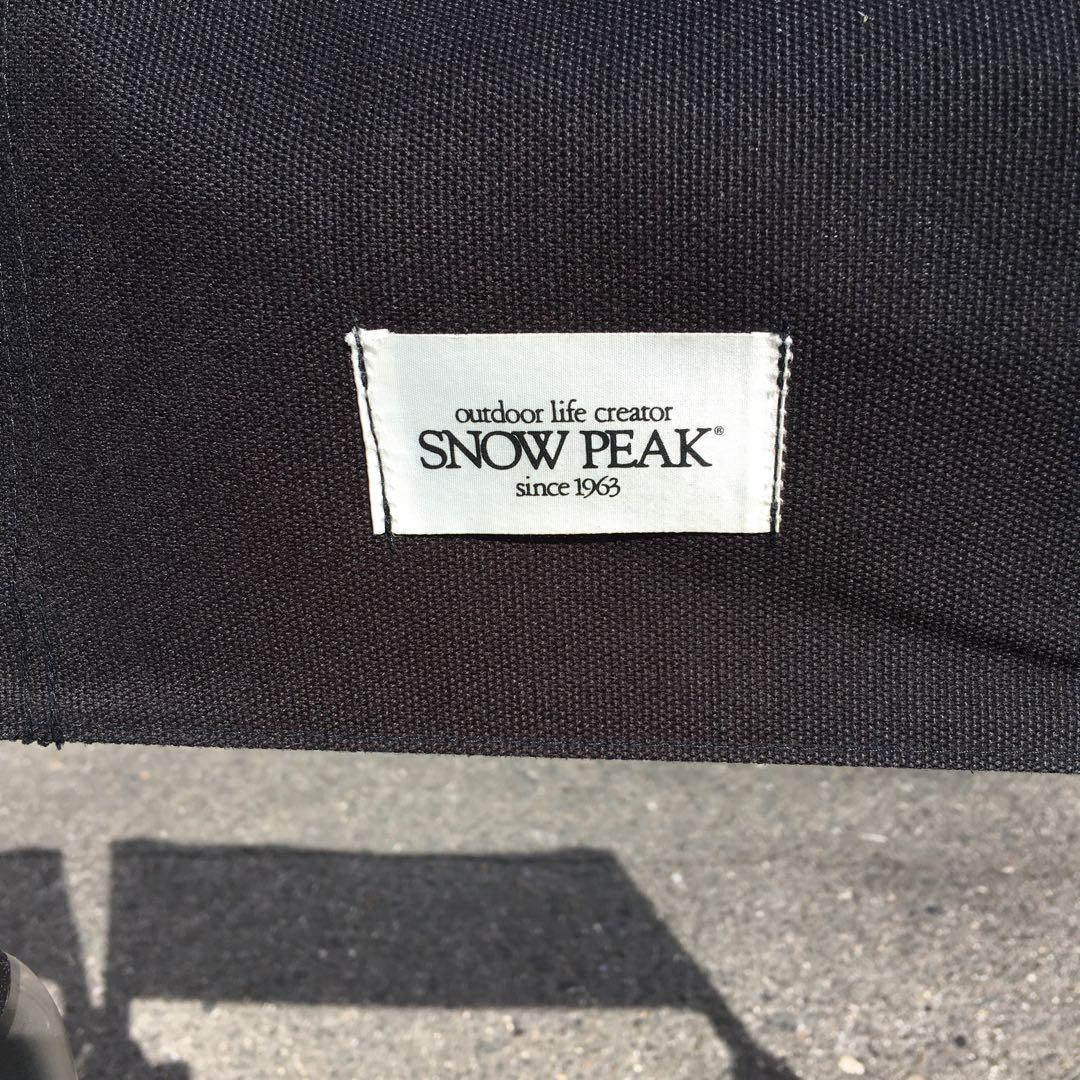 outdoor life creator
SNOW PEAK®
since 1963